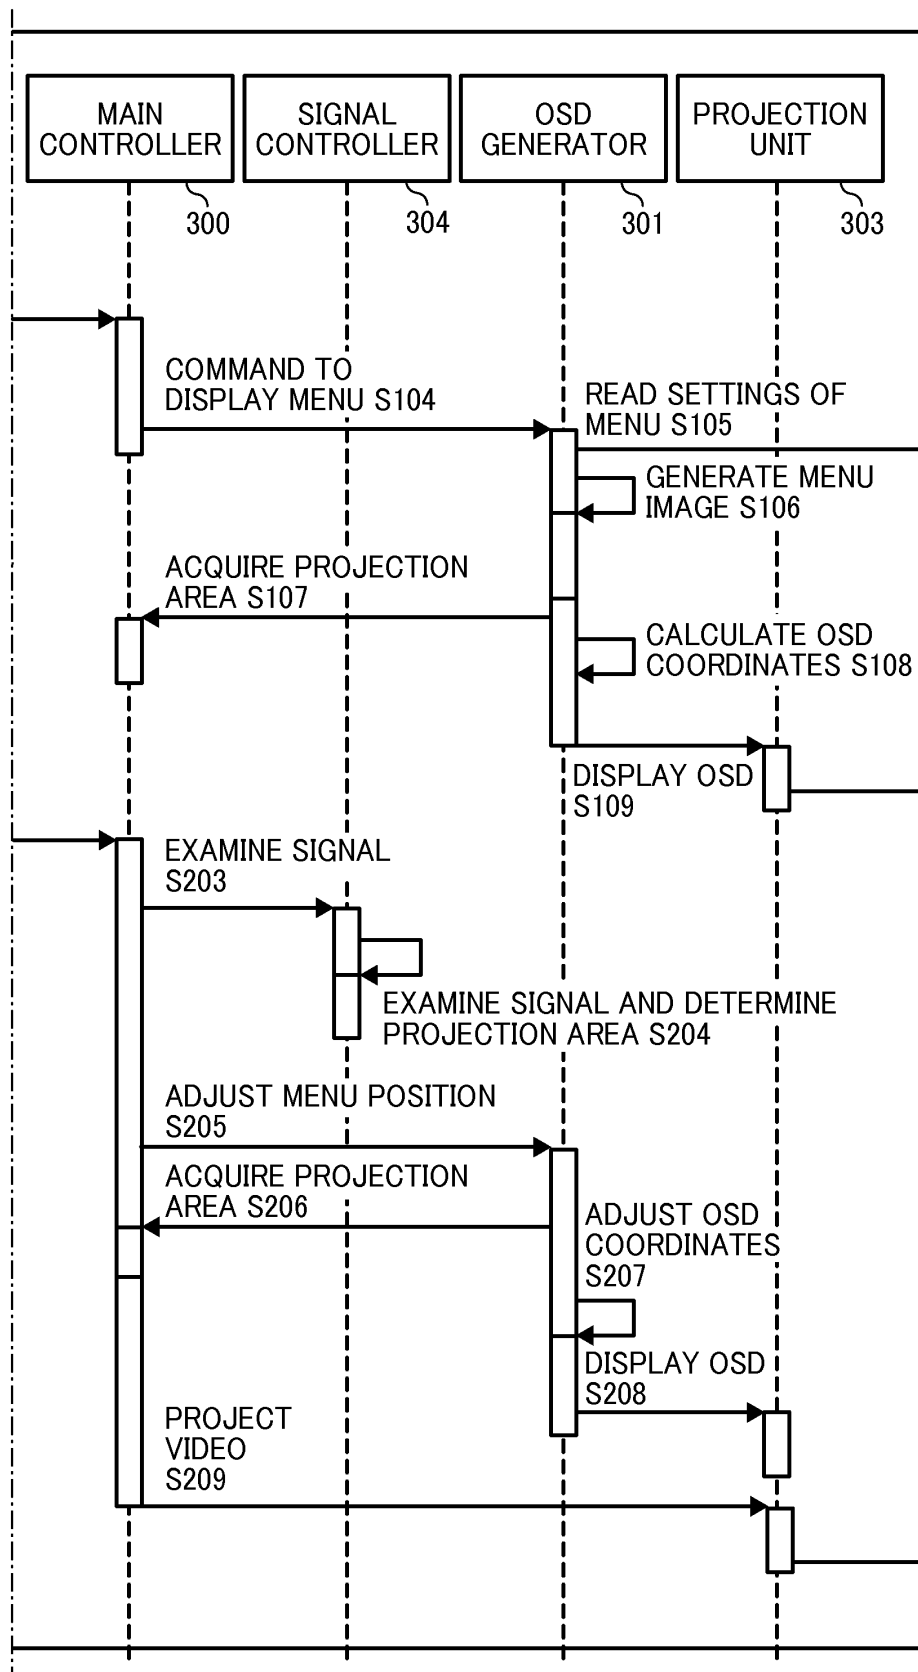 MAIN
CONTROLLER
SIGNAL
CONTROLLER
OSD
GENERATOR
PROJECTION
UNIT
300
304
301
303
COMMAND TO
DISPLAY MENU S104
READ SETTINGS OF
MENU S105
GENERATE MENU
IMAGE S106
ACQUIRE PROJECTION
AREA S107
CALCULATE OSD
COORDINATES S108
DISPLAY OSD
S109
EXAMINE SIGNAL
S203
EXAMINE SIGNAL AND DETERMINE
PROJECTION AREA S204
ADJUST MENU POSITION
S205
ACQUIRE PROJECTION
AREA S206
ADJUST OSD
COORDINATES
S207
DISPLAY OSD
S208
PROJECT
VIDEO
S209